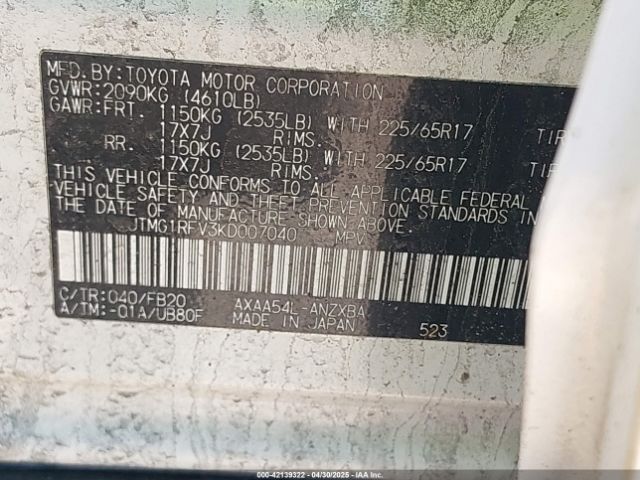 MFD.BY:TOYOTA MOTOR CORPORATION
GVWR:2090KG (4610LB)
GAWR:FRT. 1150KG (2535LB) WITH 225/65R17 TIR
17X7J RIMS.
RR. 1150KG (2535LB) WITH 225/65R17 TIR
17X7J RIMS.
THIS VEHICLE CONFORMS TO ALL APPLICABLE FEDERAL
VEHICLE SAFETY AND THEFT PREVENTION STANDARDS IN
THE DATE OF MANUFACTURE SHOWN ABOVE.
JTMG1RFV3KD007040 MPV
C/TR:040/FB20 AXAA54L-ANZXBA
A/TM:-01A/UB80F MADE IN JAPAN 523
000-42139322 04/30/2025 IAA Inc.